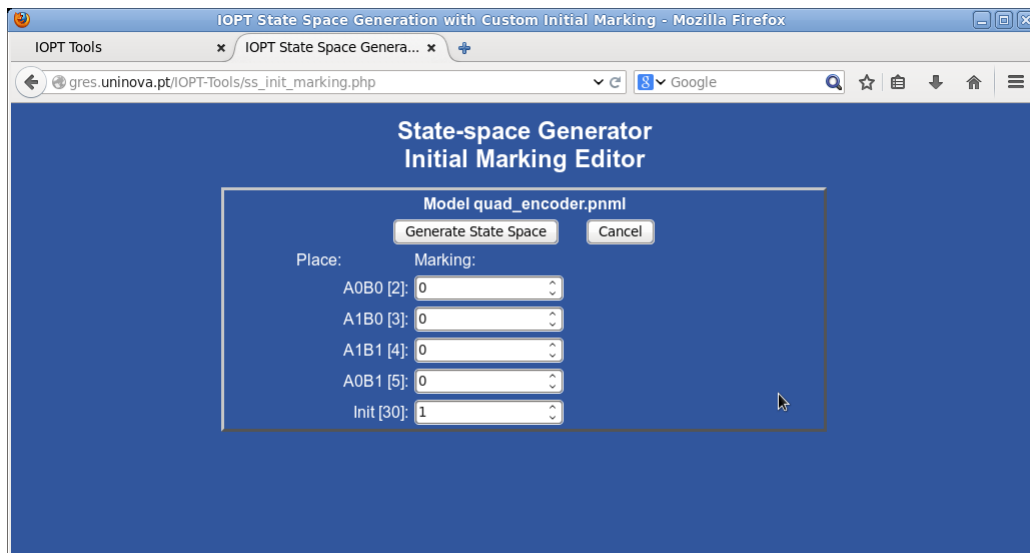 IOPT State Space Generation with Custom Initial Marking - Mozilla Firefox
IOPT Tools
IOPT State Space Genera...
gres.uninova.pt/IOPT-Tools/ss_init_marking.php
Google
State-space Generator
Initial Marking Editor
Model quad_encoder.pnml
Generate State Space Cancel
Place: Marking:
A0B0 [2]: 0
A1B0 [3]: 0
A1B1 [4]: 0
A0B1 [5]: 0
Init [30]: 1